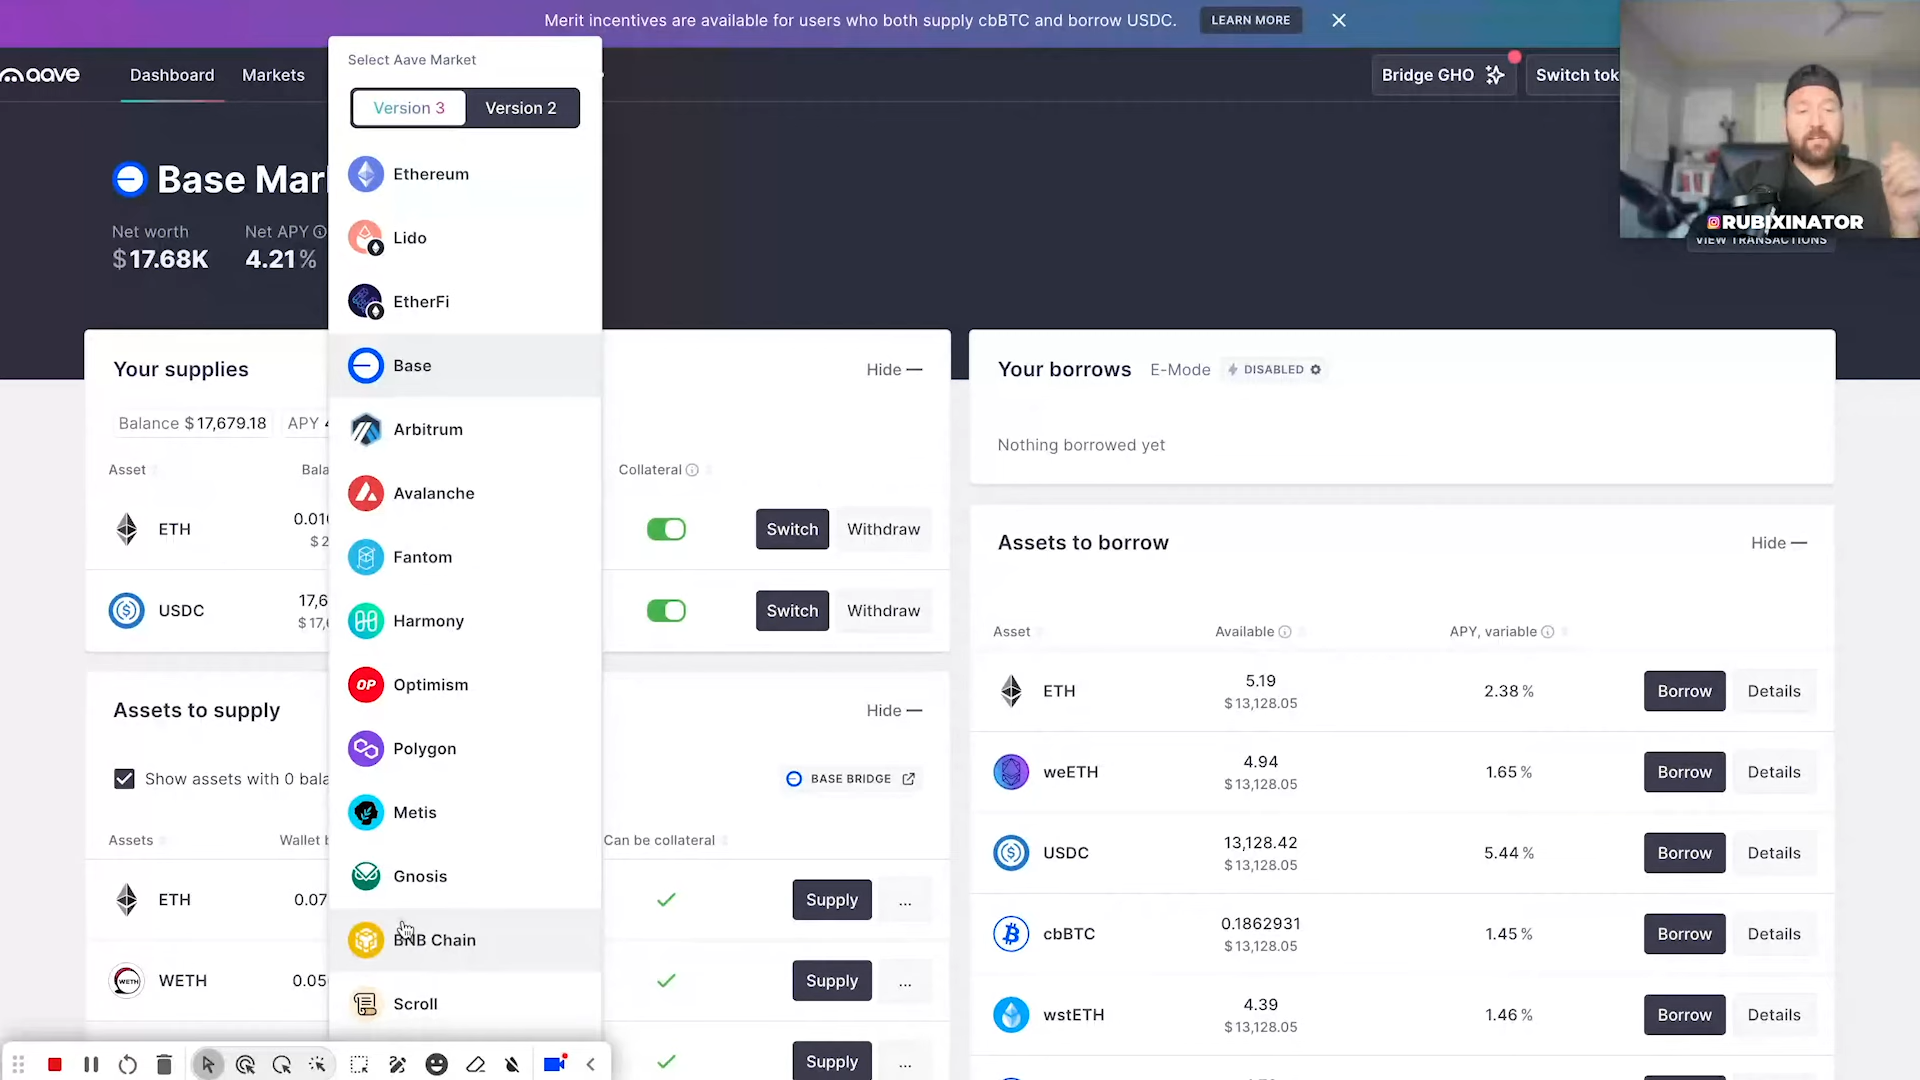 Merit incentives are available for users who both supply cbBTC and borrow USDC.
LEARN MORE
aave
Dashboard
Markets
Bridge GHO
Switch tok
Select Aave Market
Version 3
Version 2
Ethereum
Lido
EtherFi
Base
Arbitrum
Avalanche
Fantom
Harmony
OP
Optimism
Polygon
Metis
Gnosis
BNB Chain
Scroll
Base Mar
Net worth
$17.68K
Net APY
4.21%
RUBIXINATOR
VIEW TRANSACTIONS
Your supplies
Hide
Balance $17,679.18
APY
Asset
Bala
Collateral
ETH
0.01
$2
Switch
Withdraw
USDC
17,6
$17,
Switch
Withdraw
Assets to supply
Hide
Show assets with 0 bala
BASE BRIDGE
Assets
Wallet b
Can be collateral
ETH
0.07
Supply
...
WETH
WETH
0.05
Supply
...
Supply
...
Your borrows
E-Mode
DISABLED
Nothing borrowed yet
Assets to borrow
Hide
Asset
Available
APY, variable
ETH
5.19
$13,128.05
2.38%
Borrow
Details
weETH
4.94
$13,128.05
1.65%
Borrow
Details
USDC
13,128.42
$13,128.05
5.44%
Borrow
Details
cbBTC
0.1862931
$13,128.05
1.45%
Borrow
Details
wstETH
4.39
$13,128.05
1.46%
Borrow
Details